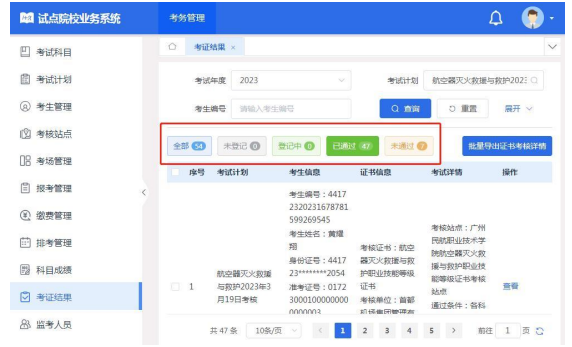 试点院校业务系统
考务管理
考试科目
考试计划
考生管理
考核站点
考场管理
报考管理
缴费管理
排考管理
科目成绩
考证结果
监考人员
考证结果 ×
考试年度 2023
考试计划 航空器灭火救援与救护2023
考生编号 请输入考生编号
查询 重置 展开
全部 54 未登记 0 登记中 0 已通过 47 未通过 7
批量导出证书考核详情
序号 考试计划 考生信息 证书信息 考试详情 操作
1
航空器灭火救援
与救护2023年3
月19日考核
考生编号：4417
2320231678781
599269545
考生姓名：黄耀
翔
身份证号：4417
23********2054
准考证号：0172
3000100000000
0000003
考核证书：航空
器灭火救援与救
护职业技能等级
证书
考核单位：首都
机场集团管理有
考核站点：广州
民航职业技术学
院航空器灭火救
援与救护职业技
能等级证书考核
站点
通过条件：各科
查看
共 47 条 10条/页 1 2 3 4 5 前往 1 页